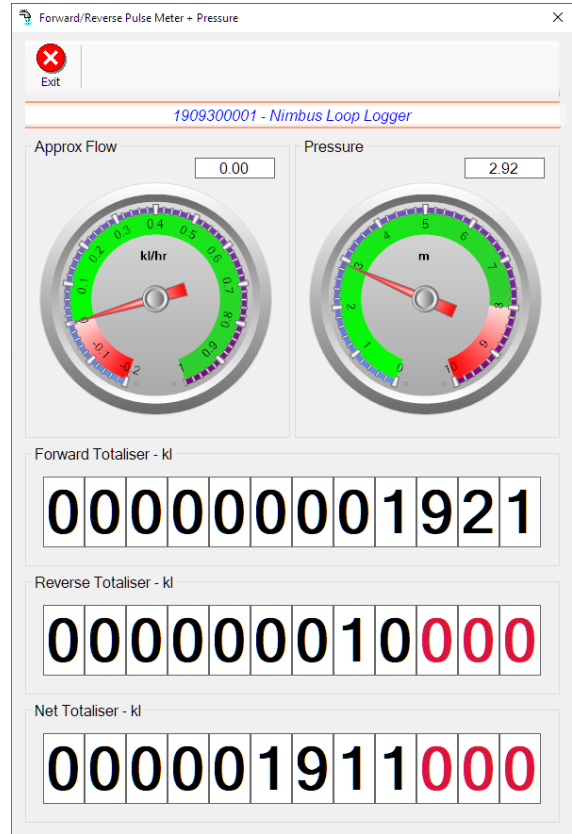 Forward/Reverse Pulse Meter + Pressure
Exit
1909300001 - Nimbus Loop Logger
Approx Flow
0.00
kl/hr
-0.2
-0.1
0
0.1
0.2
0.3
0.4
0.5
0.6
0.7
0.8
0.9
1
Pressure
2.92
m
0
1
2
3
4
5
6
7
8
9
10
Forward Totaliser - kl
000000001921
Reverse Totaliser - kl
000000010000
Net Totaliser - kl
000001911000